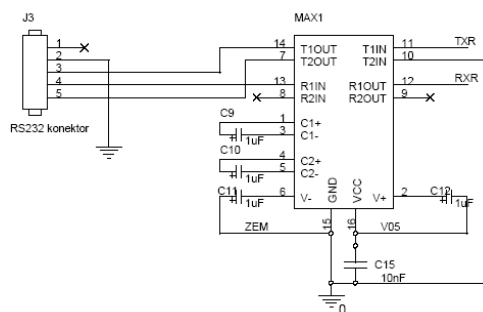 J3
MAX1
1
2
3
4
5
RS232 konektor
14 T1OUT T1IN 11 TXR
7 T2OUT T2IN 10
13 R1IN R1OUT 12 RXR
8 R2IN R2OUT 9
C9
1 C1+
3 C1-
1uF
C10
4 C2+
5 C2-
1uF
C11
6 V- GND VCC V+ 2 C12
1uF 1uF
ZEM 15 16 V05
C15
10nF
0